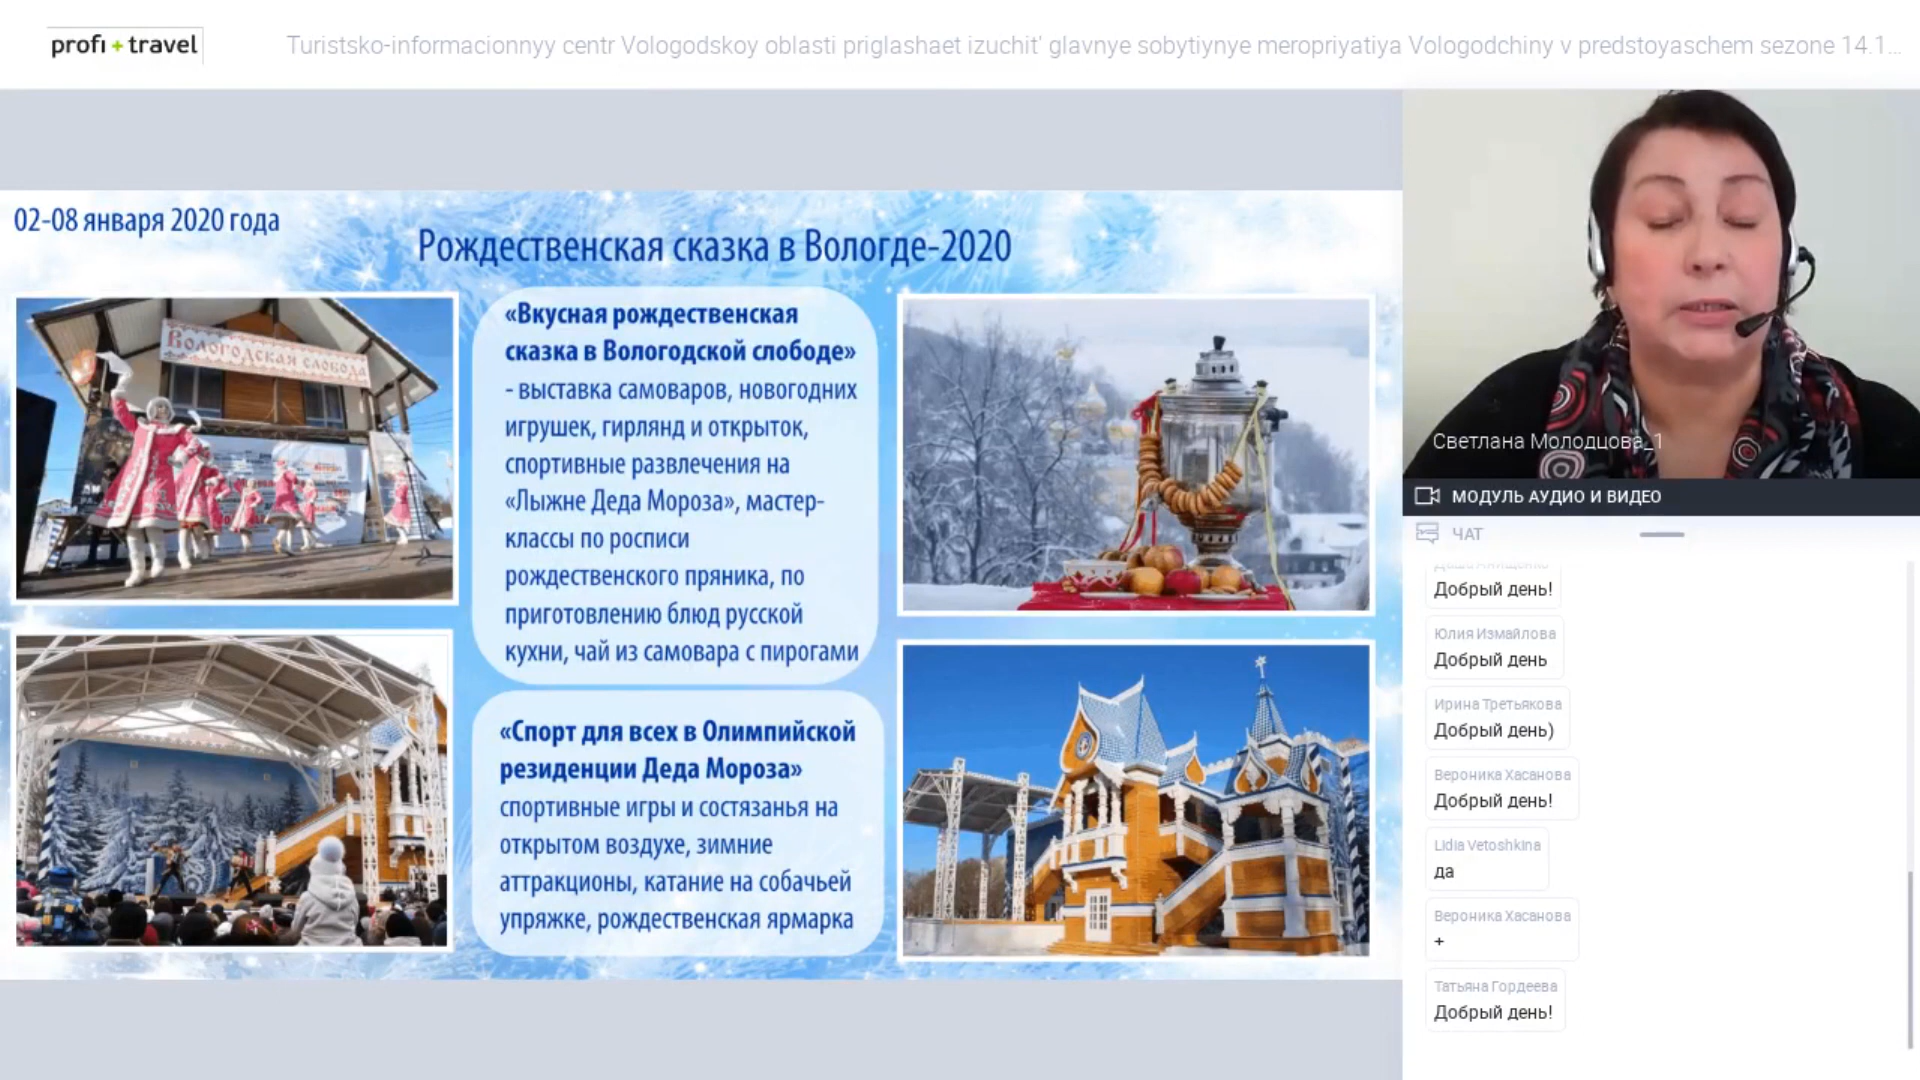 profi + travel
Turistsko-informacionnyy centr Vologodskoy oblasti priglashaet izuchit' glavnye sobytiynye meropriyatiya Vologodchiny v predstoyaschem sezone 14.1...
02-08 января 2020 года
Рождественская сказка в Вологде-2020
Вологодская слобода
«Вкусная рождественская
сказка в Вологодской слободе»
- выставка самоваров, новогодних
игрушек, гирлянд и открыток,
спортивные развлечения на
«Лыжне Деда Мороза», мастер-
классы по росписи
рождественского пряника, по
приготовлению блюд русской
кухни, чай из самовара с пирогами
«Спорт для всех в Олимпийской
резиденции Деда Мороза»
спортивные игры и состязанья на
открытом воздухе, зимние
аттракционы, катание на собачьей
упряжке, рождественская ярмарка
Светлана Молодцова_1
МОДУЛЬ АУДИО И ВИДЕО
ЧАТ
Добрый день!
Юлия Измайлова
Добрый день
Ирина Третьякова
Добрый день)
Вероника Хасанова
Добрый день!
Lidia Vetoshkina
да
Вероника Хасанова
+
Татьяна Гордеева
Добрый день!